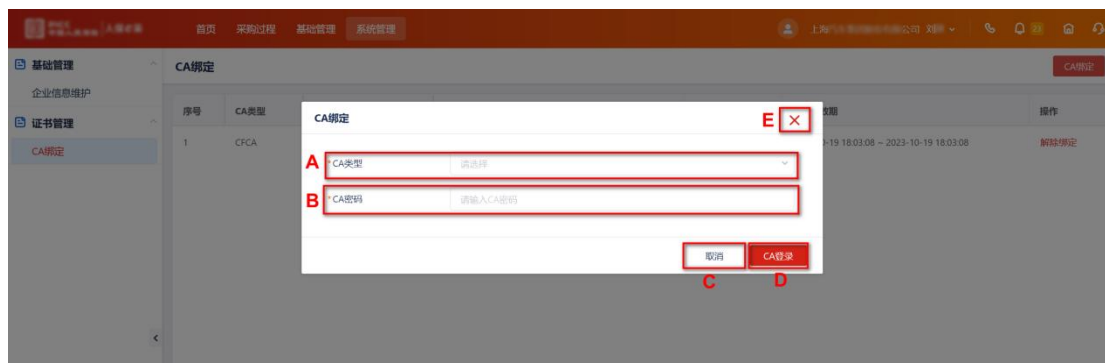 首页 采购过程 基础管理 系统管理 上海 公司 刘 22
基础管理
企业信息维护
证书管理
CA绑定
CA绑定 CA绑定
序号 CA类型 效期 操作
1 CFCA 0-19 18:03:08 ~ 2023-10-19 18:03:08 解除绑定
CA绑定 E
A *CA类型 请选择
B *CA密码 请输入CA密码
取消 CA登录
C D